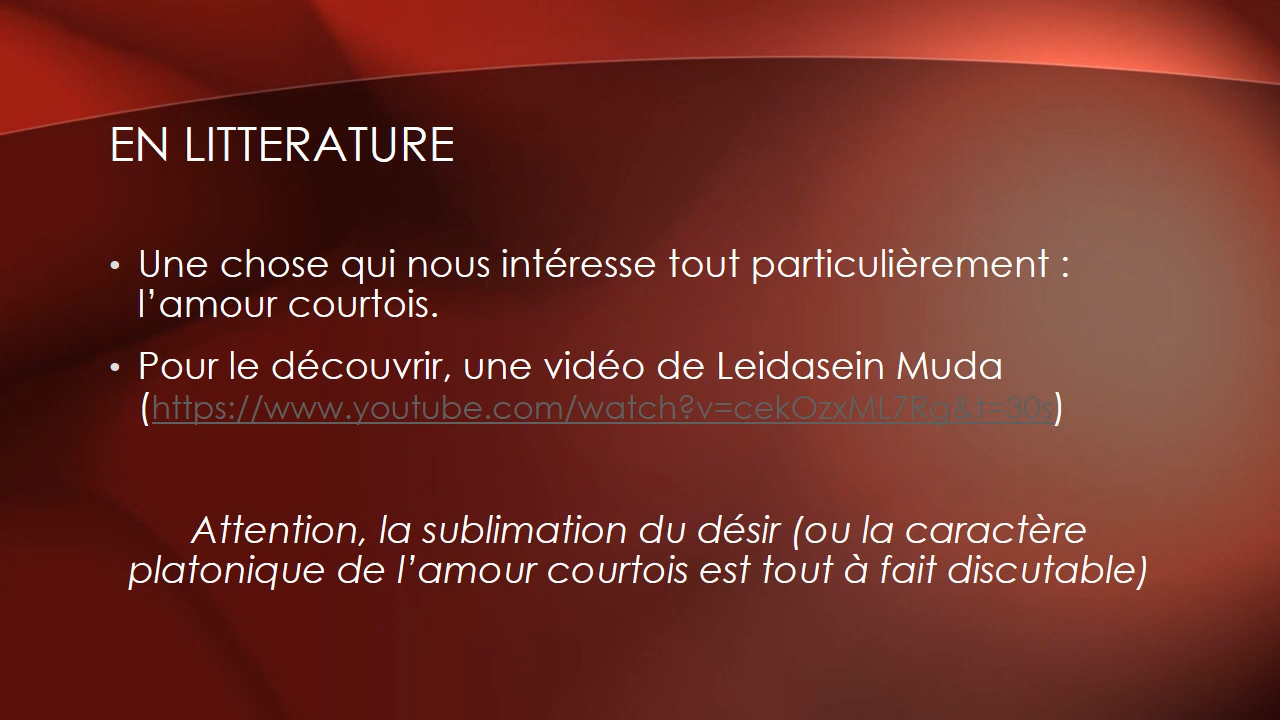 EN LITTERATURE
• Une chose qui nous intéresse tout particulièrement :
l’amour courtois.
• Pour le découvrir, une vidéo de Leidasein Muda
(https://www.youtube.com/watch?v=cekOzxML7Rg&t=30s)
Attention, la sublimation du désir (ou la caractère
platonique de l’amour courtois est tout à fait discutable)